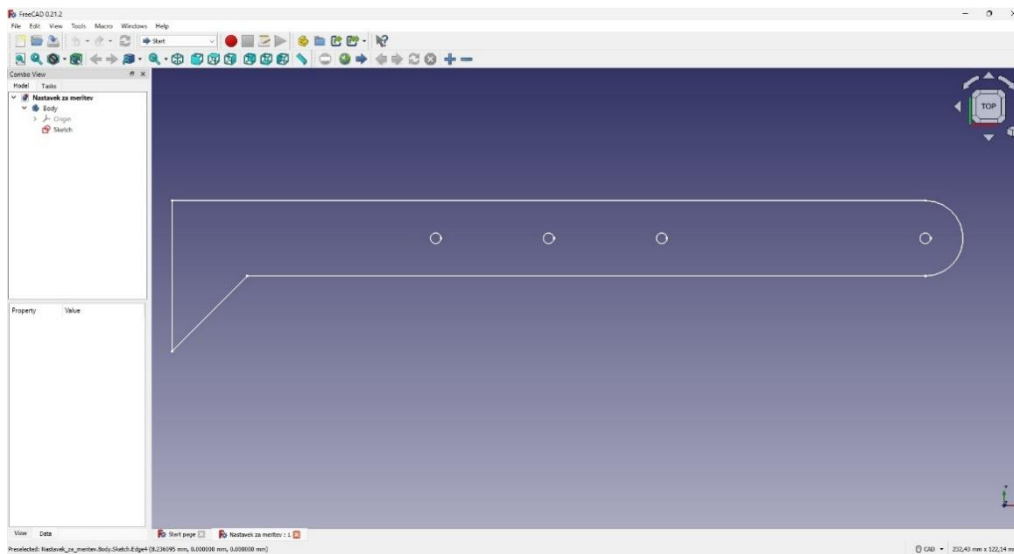 FreeCAD 0.21.2
File Edit View Tools Macro Windows Help
Start
Combo View
Model Tasks
Nastavek za meritev
Body
Origin
Sketch
TOP
Property Value
View Data
Start page
Nastavek za meritev : 1
Preselected: Nastavek_za_meritev.Body.Sketch.Edge4 (8.236095 mm, 0.000000 mm, 0.000000 mm)
CAD
232,43 mm x 122,14 mm